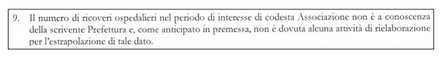 9. Il numero di ricoveri ospedalieri nel periodo di interesse di codesta Associazione non è a conoscenza
della scrivente Prefettura e, come anticipato in premessa, non è dovuta alcuna attività di rielaborazione
per l'estrapolazione di tale dato.